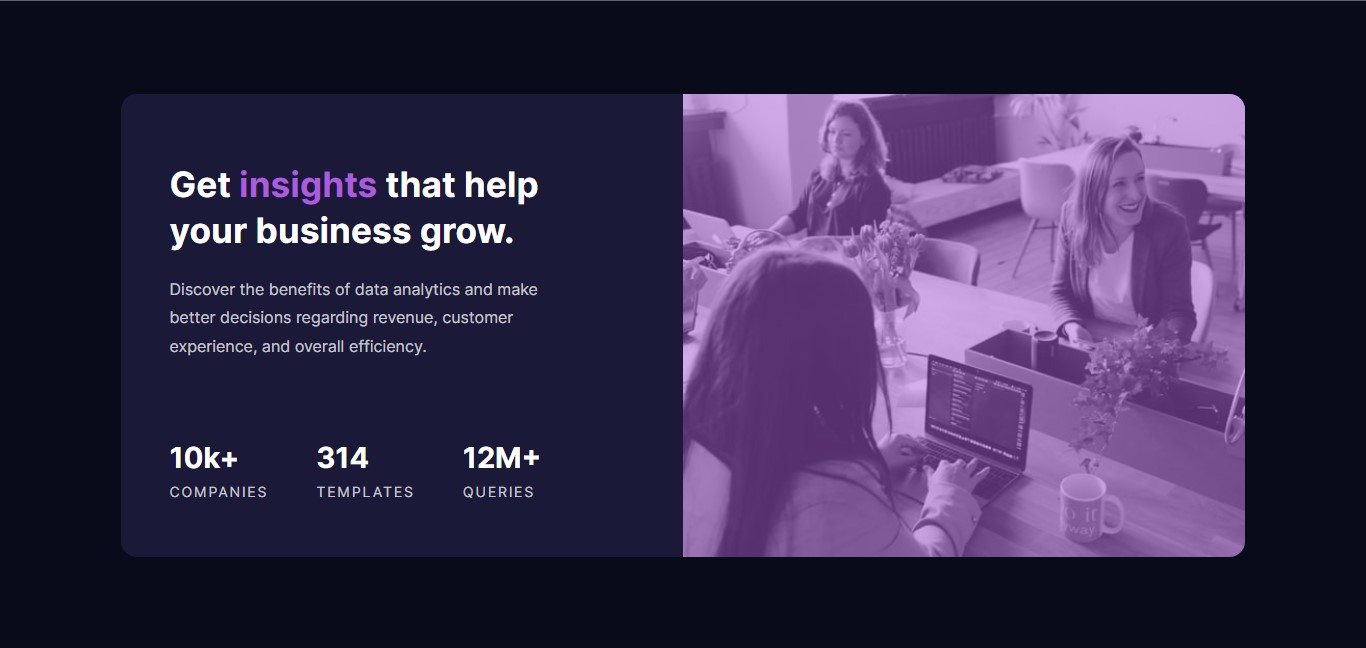 Get insights that help
your business grow.
Discover the benefits of data analytics and make
better decisions regarding revenue, customer
experience, and overall efficiency.
10k+ 314 12M+
COMPANIES TEMPLATES QUERIES